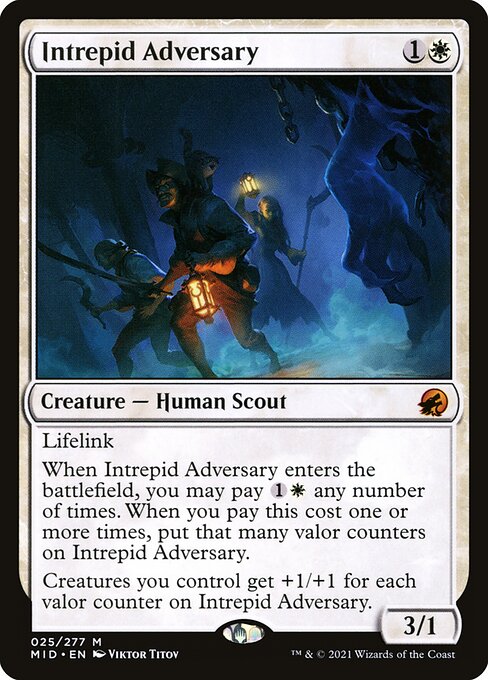 Intrepid Adversary 1
Creature — Human Scout
Lifelink
When Intrepid Adversary enters the
battlefield, you may pay 1 any number
of times. When you pay this cost one or
more times, put that many valor counters
on Intrepid Adversary.
Creatures you control get +1/+1 for each
valor counter on Intrepid Adversary.
3/1
025/277 M
MID • EN Viktor Titov
™ & © 2021 Wizards of the Coast